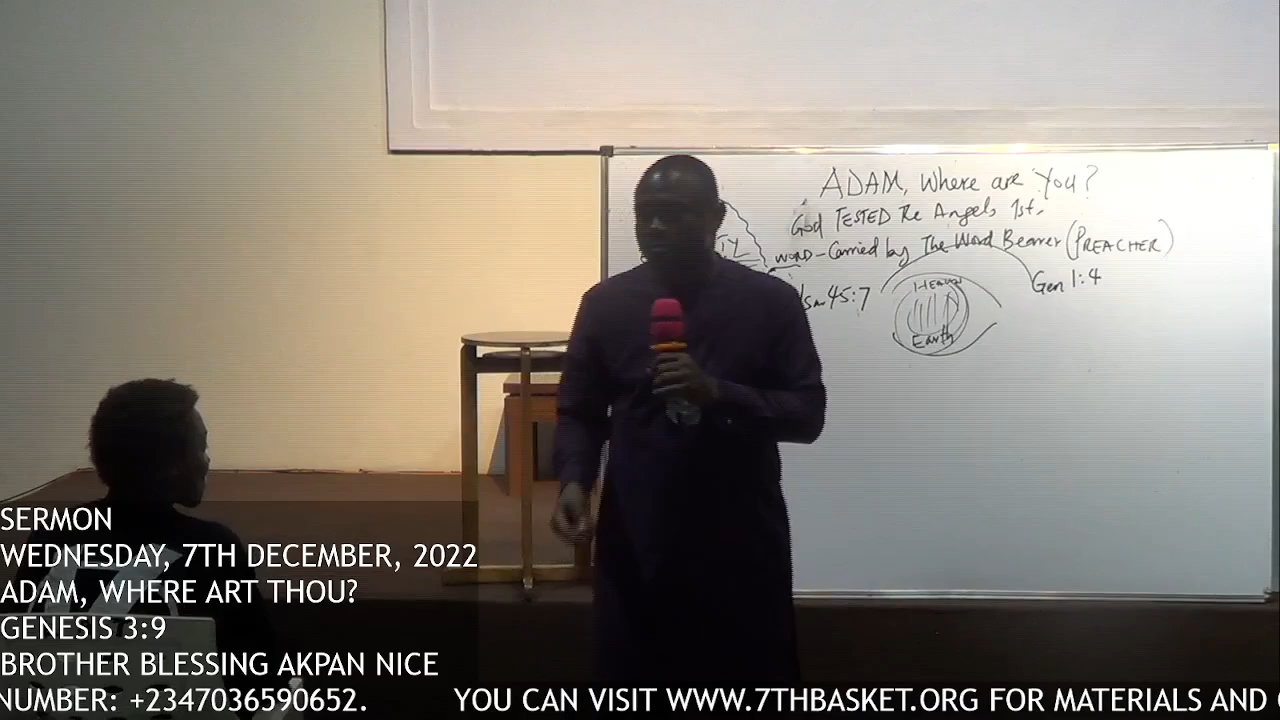 ADAM, Where are You?
God TESTED The Angels 1st.
TY
WORD - Carried by The Word Bearer (PREACHER)
45:7
HEAVEN
Gen 1:4
Earth
SERMON
WEDNESDAY, 7TH DECEMBER, 2022
ADAM, WHERE ART THOU?
GENESIS 3:9
BROTHER BLESSING AKPAN NICE
NUMBER: +2347036590652. YOU CAN VISIT WWW.7THBASKET.ORG FOR MATERIALS AND